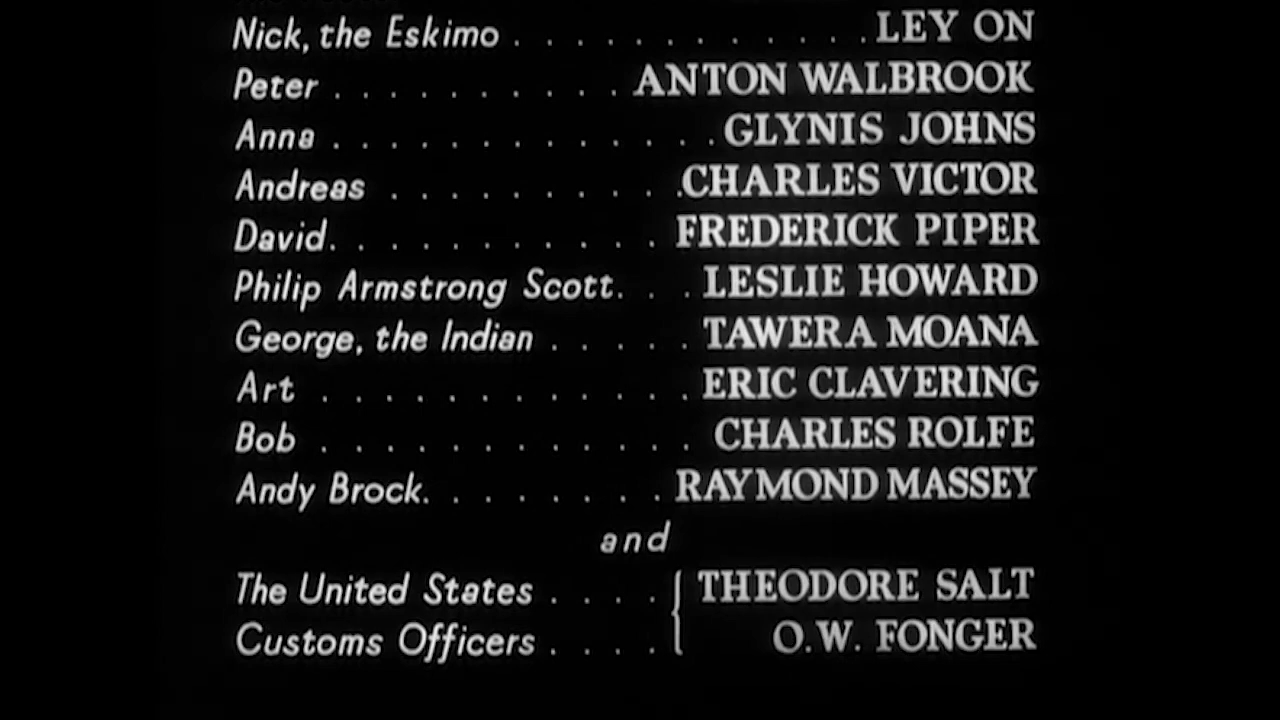 Nick, the Eskimo . . . . . . . . . . . . LEY ON
Peter . . . . . . . . . . ANTON WALBROOK
Anna . . . . . . . . . . . . . GLYNIS JOHNS
Andreas . . . . . . . . . . CHARLES VICTOR
David. . . . . . . . . . . . FREDERICK PIPER
Philip Armstrong Scott. . . LESLIE HOWARD
George, the Indian . . . . . TAWERA MOANA
Art . . . . . . . . . . . . . ERIC CLAVERING
Bob . . . . . . . . . . . . . CHARLES ROLFE
Andy Brock. . . . . . . . . RAYMOND MASSEY
and
The United States . . . . { THEODORE SALT
Customs Officers . . . . O.W. FONGER